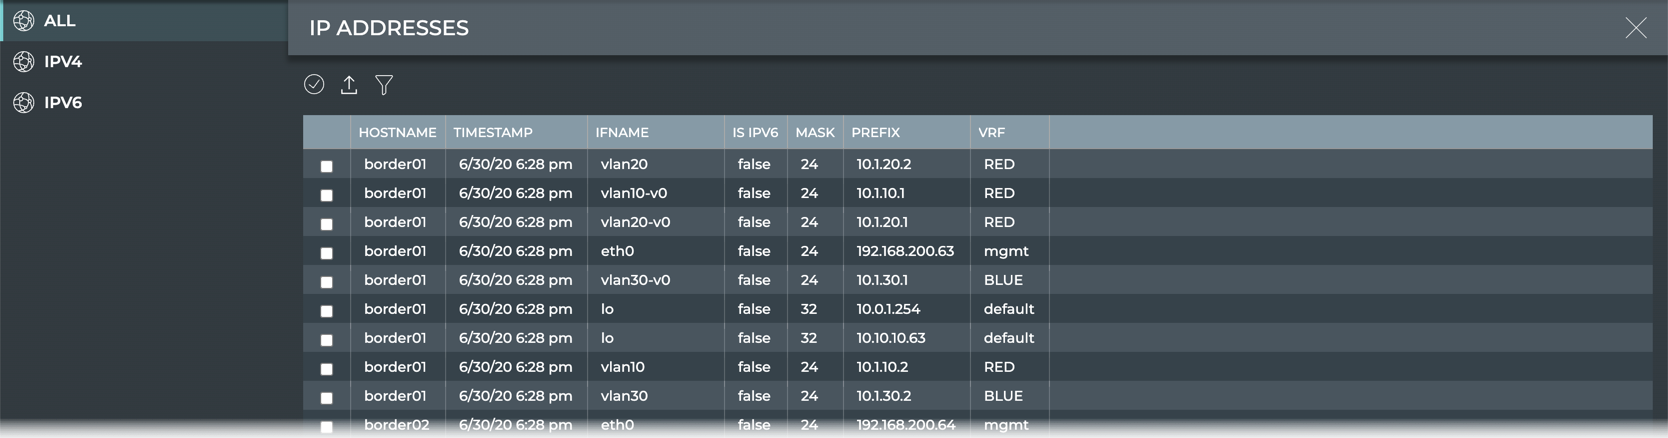 ALL
IPV4
IPV6
IP ADDRESSES
HOSTNAME TIMESTAMP IFNAME IS IPV6 MASK PREFIX VRF
border01 6/30/20 6:28 pm vlan20 false 24 10.1.20.2 RED
border01 6/30/20 6:28 pm vlan10-v0 false 24 10.1.10.1 RED
border01 6/30/20 6:28 pm vlan20-v0 false 24 10.1.20.1 RED
border01 6/30/20 6:28 pm eth0 false 24 192.168.200.63 mgmt
border01 6/30/20 6:28 pm vlan30-v0 false 24 10.1.30.1 BLUE
border01 6/30/20 6:28 pm lo false 32 10.0.1.254 default
border01 6/30/20 6:28 pm lo false 32 10.10.10.63 default
border01 6/30/20 6:28 pm vlan10 false 24 10.1.10.2 RED
border01 6/30/20 6:28 pm vlan30 false 24 10.1.30.2 BLUE
border02 6/30/20 6:28 pm eth0 false 24 192.168.200.64 mgmt